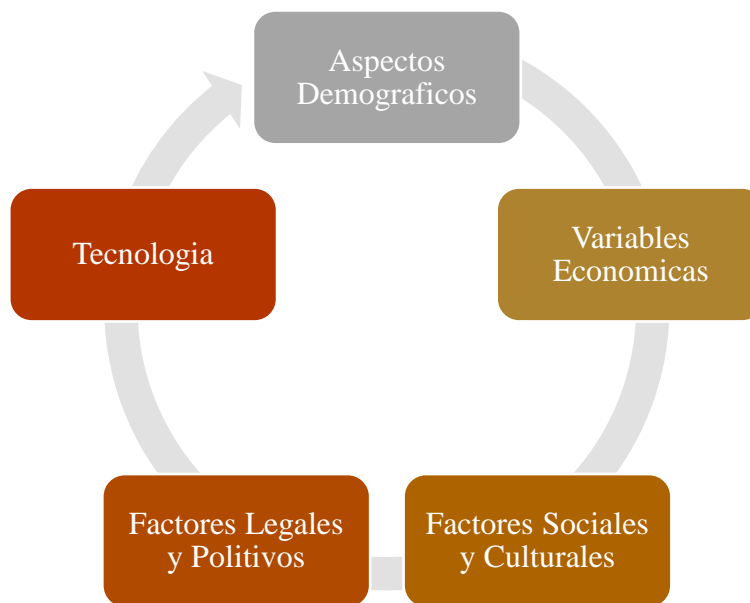 Aspectos
Demograficos
Variables
Economicas
Factores Sociales
y Culturales
Factores Legales
y Politivos
Tecnologia